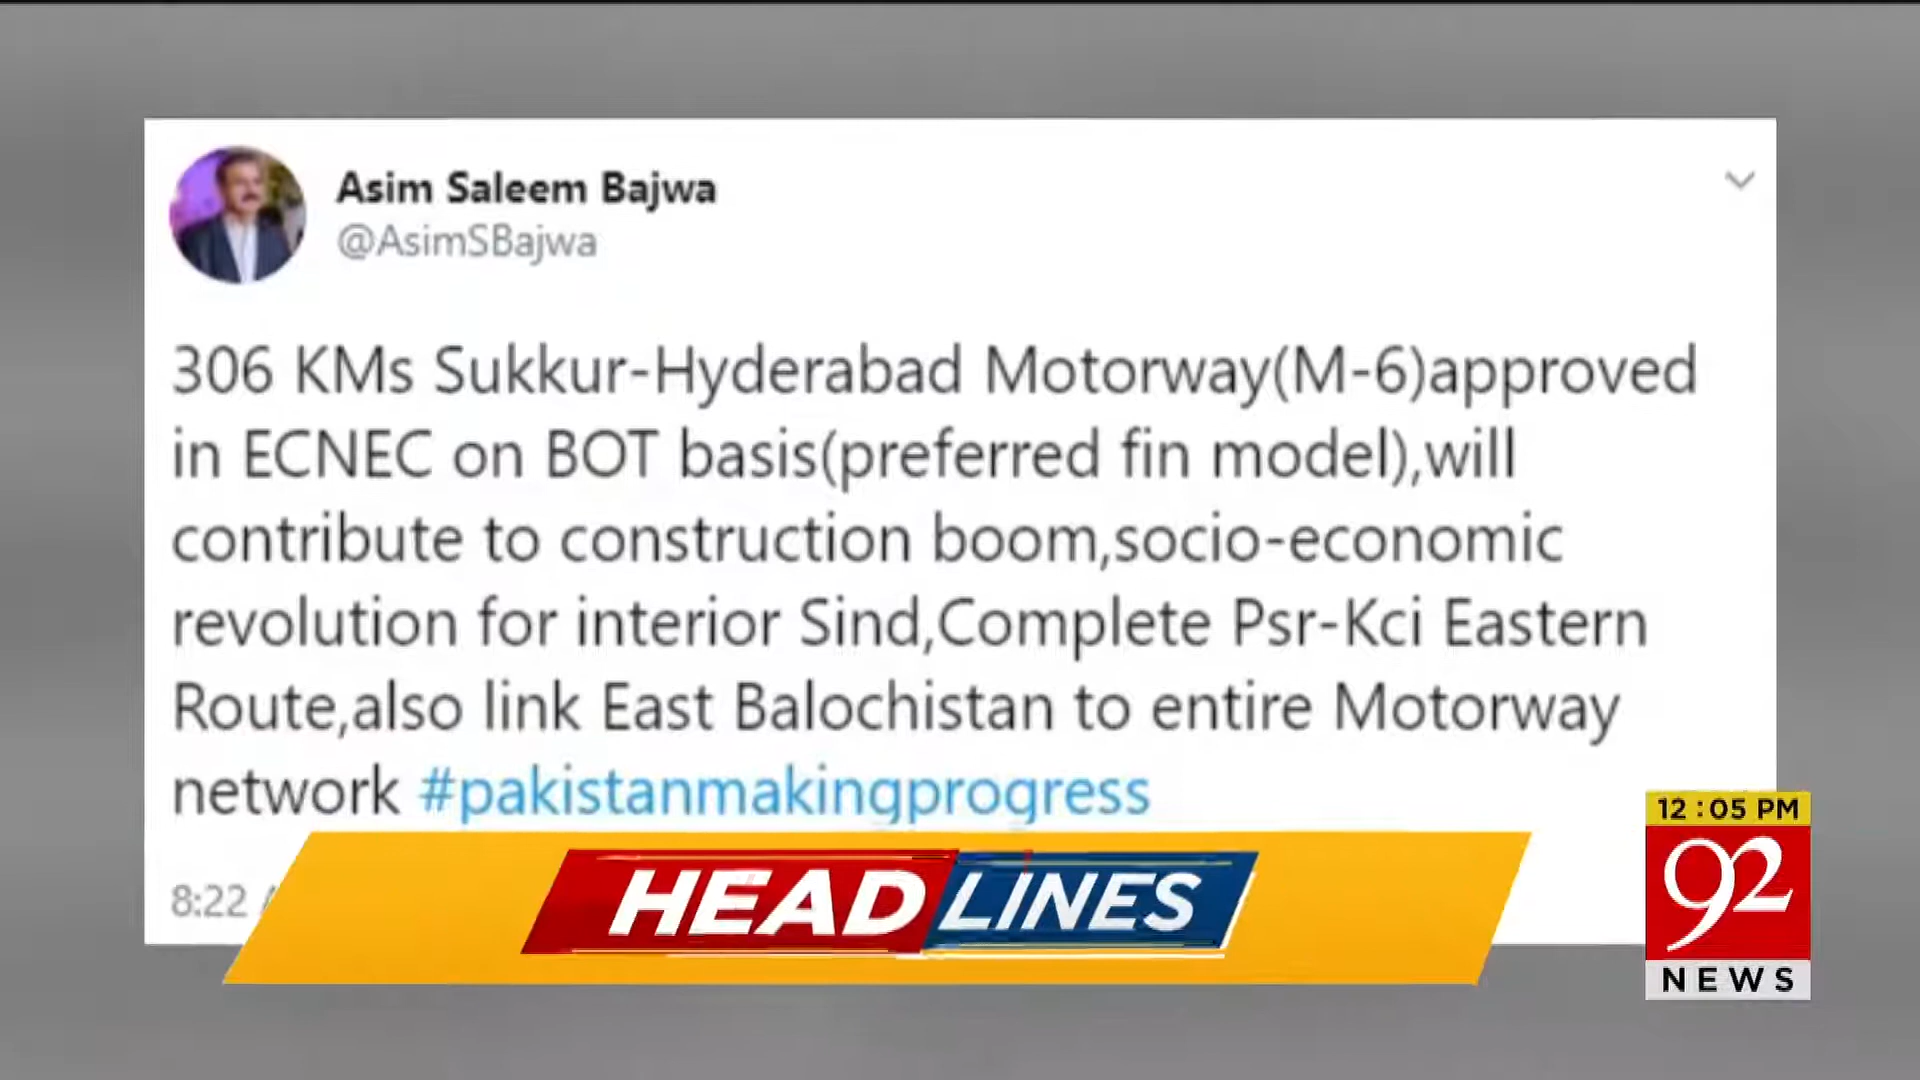 Asim Saleem Bajwa
@AsimSBajwa
306 KMs Sukkur-Hyderabad Motorway(M-6)approved
in ECNEC on BOT basis(preferred fin model),will
contribute to construction boom,socio-economic
revolution for interior Sind,Complete Psr-Kci Eastern
Route,also link East Balochistan to entire Motorway
network #pakistanmakingprogress
8:22
HEADLINES
12:05 PM
92
NEWS